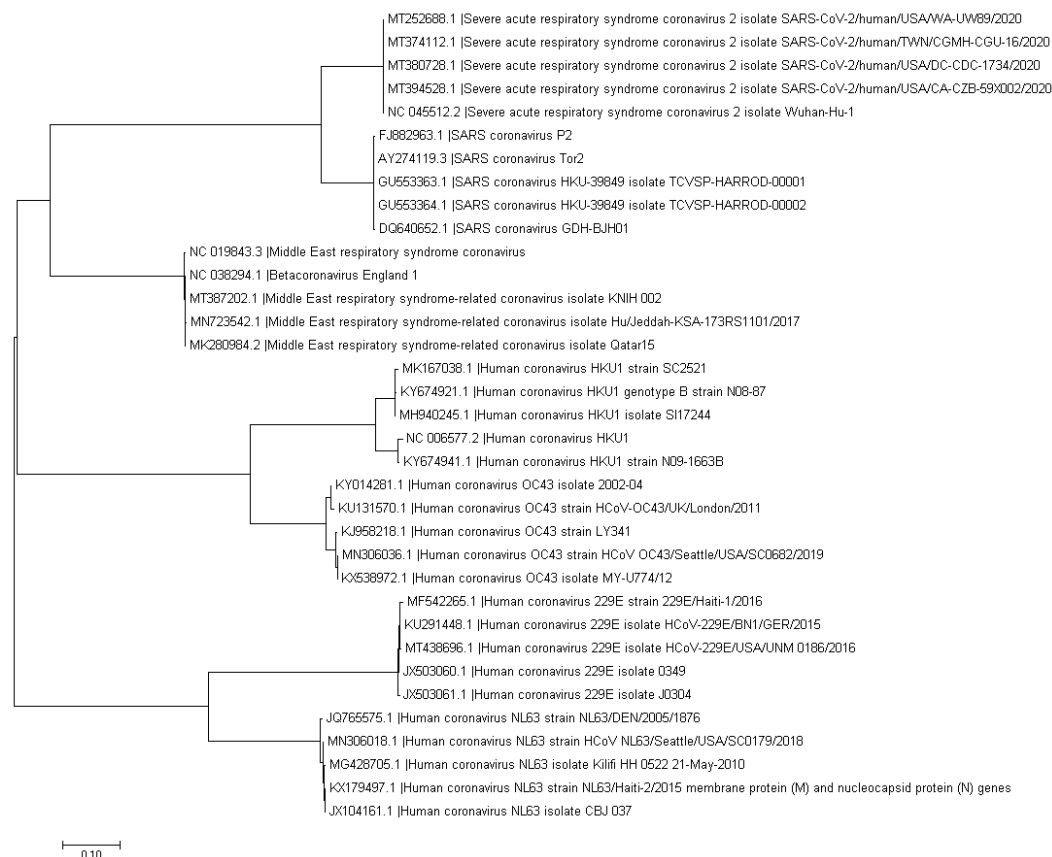 MT252688.1 |Severe acute respiratory syndrome coronavirus 2 isolate SARS-CoV-2/human/USA/WA-UW89/2020
MT374112.1 |Severe acute respiratory syndrome coronavirus 2 isolate SARS-CoV-2/human/TWN/CGMH-CGU-16/2020
MT380728.1 |Severe acute respiratory syndrome coronavirus 2 isolate SARS-CoV-2/human/USA/DC-CDC-1734/2020
MT394528.1 |Severe acute respiratory syndrome coronavirus 2 isolate SARS-CoV-2/human/USA/CA-CZB-59X002/2020
NC 045512.2 |Severe acute respiratory syndrome coronavirus 2 isolate Wuhan-Hu-1
FJ882963.1 |SARS coronavirus P2
AY274119.3 |SARS coronavirus Tor2
GU553363.1 |SARS coronavirus HKU-39849 isolate TCVSP-HARROD-00001
GU553364.1 |SARS coronavirus HKU-39849 isolate TCVSP-HARROD-00002
DQ640652.1 |SARS coronavirus GDH-BJH01
NC 019843.3 |Middle East respiratory syndrome coronavirus
NC 038294.1 |Betacoronavirus England 1
MT387202.1 |Middle East respiratory syndrome-related coronavirus isolate KNIH 002
MN723542.1 |Middle East respiratory syndrome-related coronavirus isolate Hu/Jeddah-KSA-173RS1101/2017
MK280984.2 |Middle East respiratory syndrome-related coronavirus isolate Qatar15
MK167038.1 |Human coronavirus HKU1 strain SC2521
KY674921.1 |Human coronavirus HKU1 genotype B strain N08-87
MH940245.1 |Human coronavirus HKU1 isolate SI17244
NC 006577.2 |Human coronavirus HKU1
KY674941.1 |Human coronavirus HKU1 strain N09-1663B
KY014281.1 |Human coronavirus OC43 isolate 2002-04
KU131570.1 |Human coronavirus OC43 strain HCoV-OC43/UK/London/2011
KJ958218.1 |Human coronavirus OC43 strain LY341
MN306036.1 |Human coronavirus OC43 strain HCoV OC43/Seattle/USA/SC0682/2019
KX538972.1 |Human coronavirus OC43 isolate MY-U774/12
MF542265.1 |Human coronavirus 229E strain 229E/Haiti-1/2016
KU291448.1 |Human coronavirus 229E isolate HCoV-229E/BN1/GER/2015
MT438696.1 |Human coronavirus 229E isolate HCoV-229E/USA/UNM 0186/2016
JX503060.1 |Human coronavirus 229E isolate 0349
JX503061.1 |Human coronavirus 229E isolate J0304
JQ765575.1 |Human coronavirus NL63 strain NL63/DEN/2005/1876
MN306018.1 |Human coronavirus NL63 strain HCoV NL63/Seattle/USA/SC0179/2018
MG428705.1 |Human coronavirus NL63 isolate Kilifi HH 0522 21-May-2010
KX179497.1 |Human coronavirus NL63 strain NL63/Haiti-2/2015 membrane protein (M) and nucleocapsid protein (N) genes
JX104161.1 |Human coronavirus NL63 isolate CBJ 037
0.10